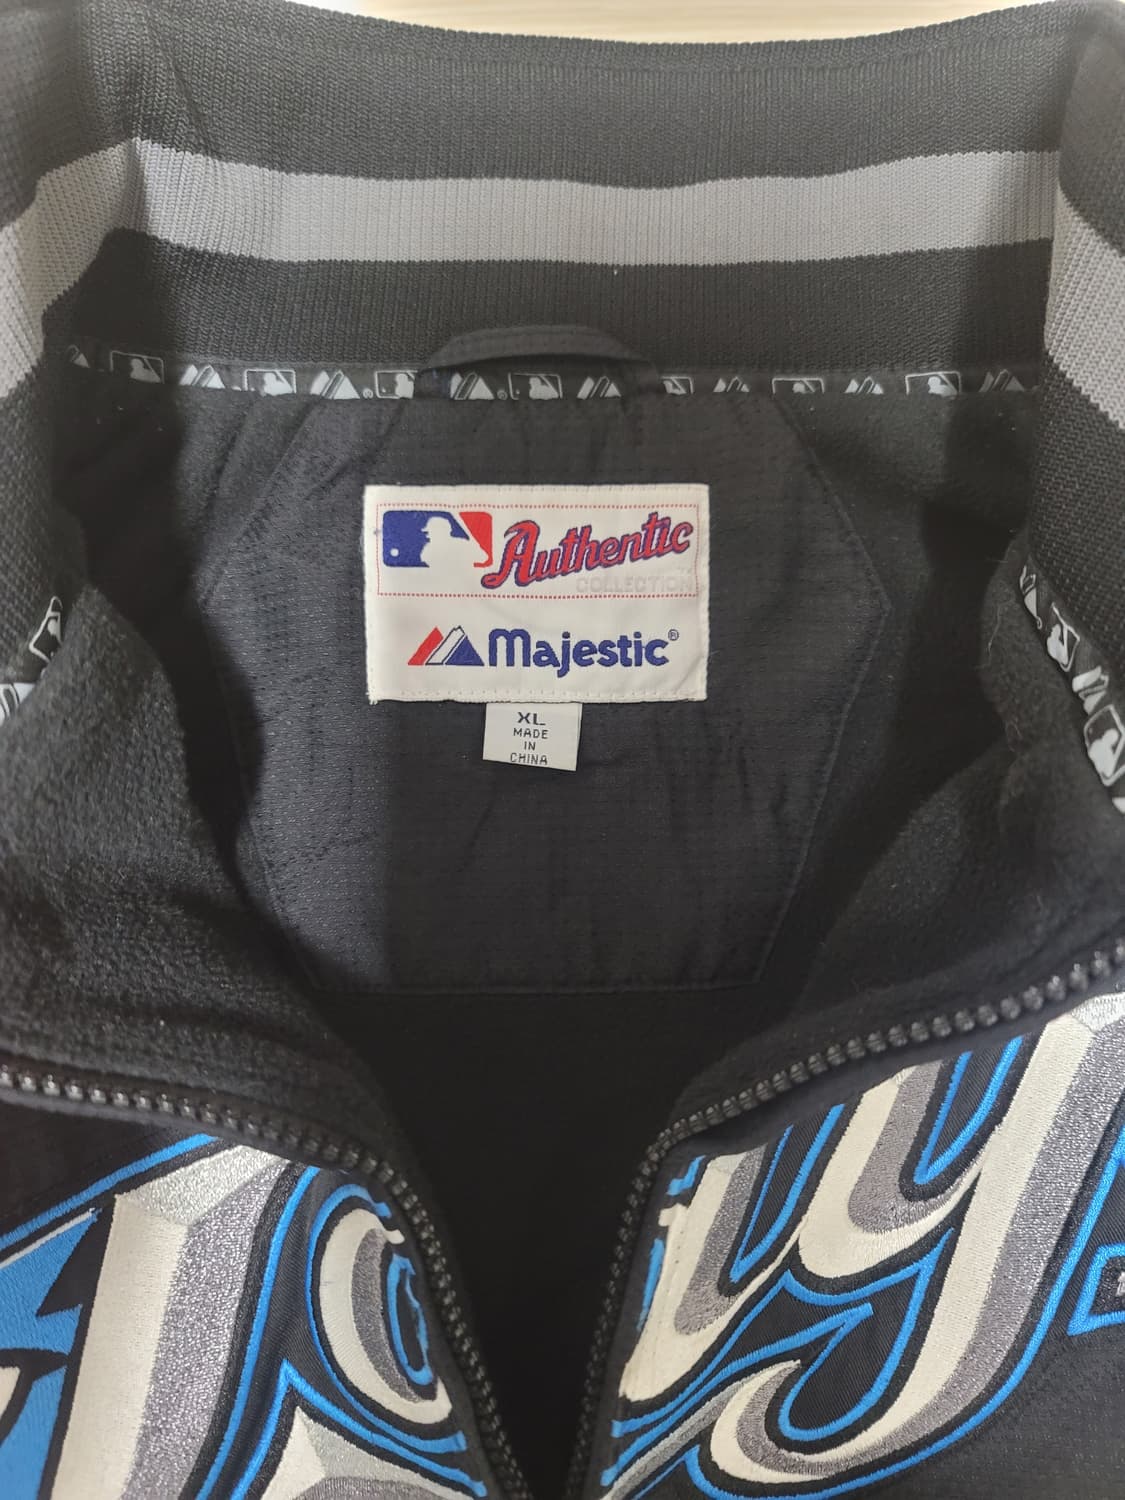 Authentic
COLLECTION
Majestic®
XL
MADE
IN
CHINA